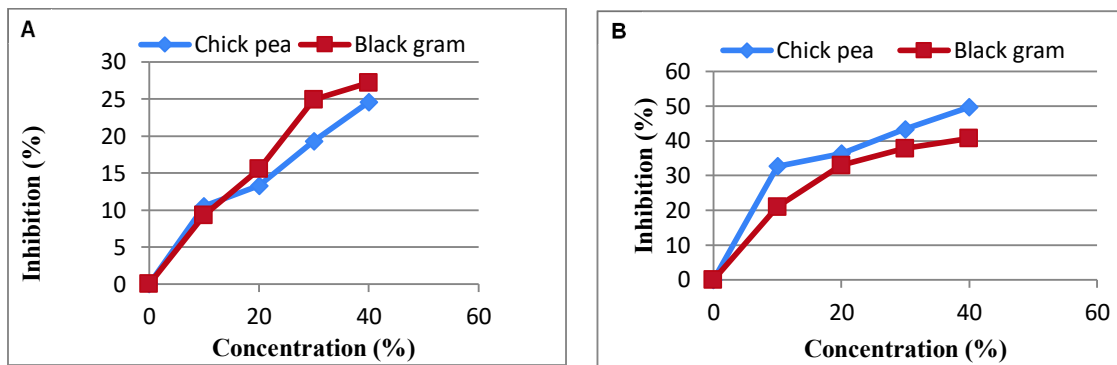 A
Chick pea Black gram
30
25
20
15
10
5
0
0 20 40 60
Inhibition (%)
Concentration (%)
B
Chick pea Black gram
60
50
40
30
20
10
0
0 20 40 60
Inhibition (%)
Concentration (%)